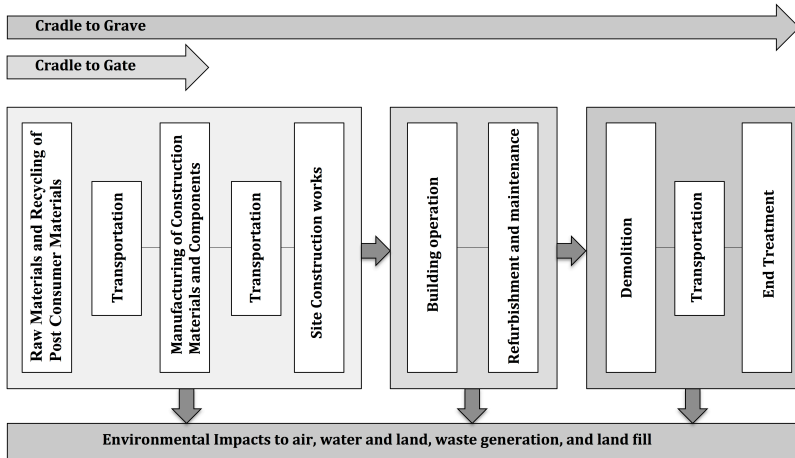 Cradle to Grave
Cradle to Gate
Raw Materials and Recycling of
Post Consumer Materials
Transportation
Manufacturing of Construction
Materials and Components
Transportation
Site Construction works
Building operation
Refurbishment and maintenance
Demolition
Transportation
End Treatment
Environmental Impacts to air, water and land, waste generation, and land fill